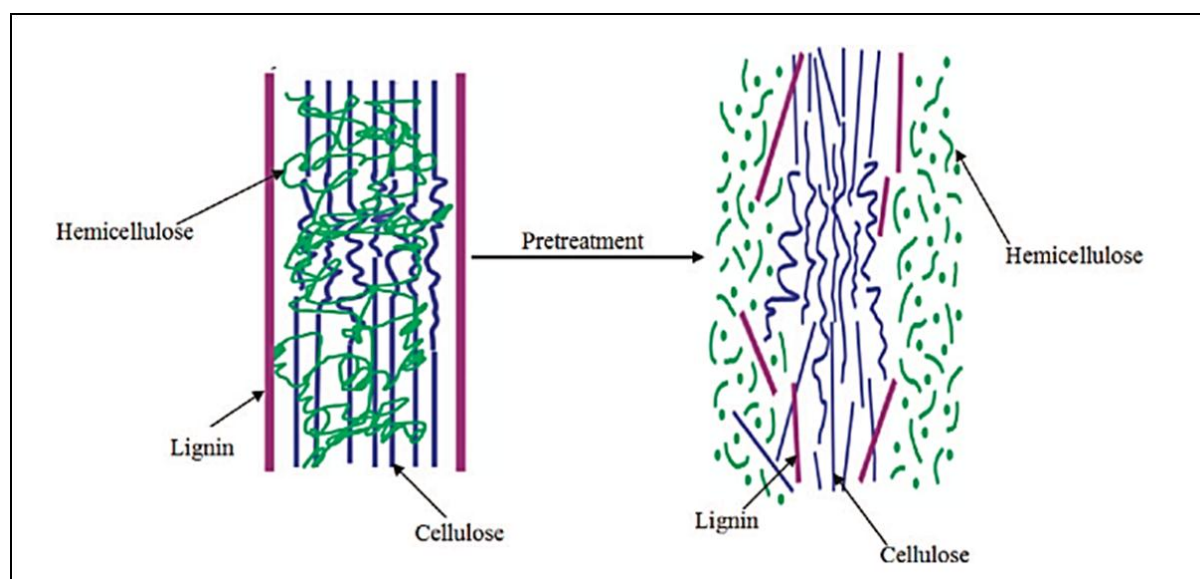 Hemicellulose
Lignin
Cellulose
Pretreatment
Hemicellulose
Lignin
Cellulose